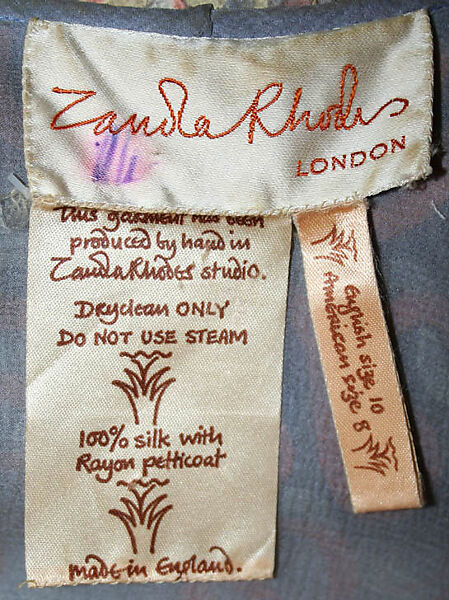 Zandra Rhodes
LONDON
This garment has been
produced by hand in
Zandra Rhodes studio.
Dryclean ONLY
DO NOT USE STEAM
100% silk with
Rayon petticoat
made in England.
English size 10
American size 8